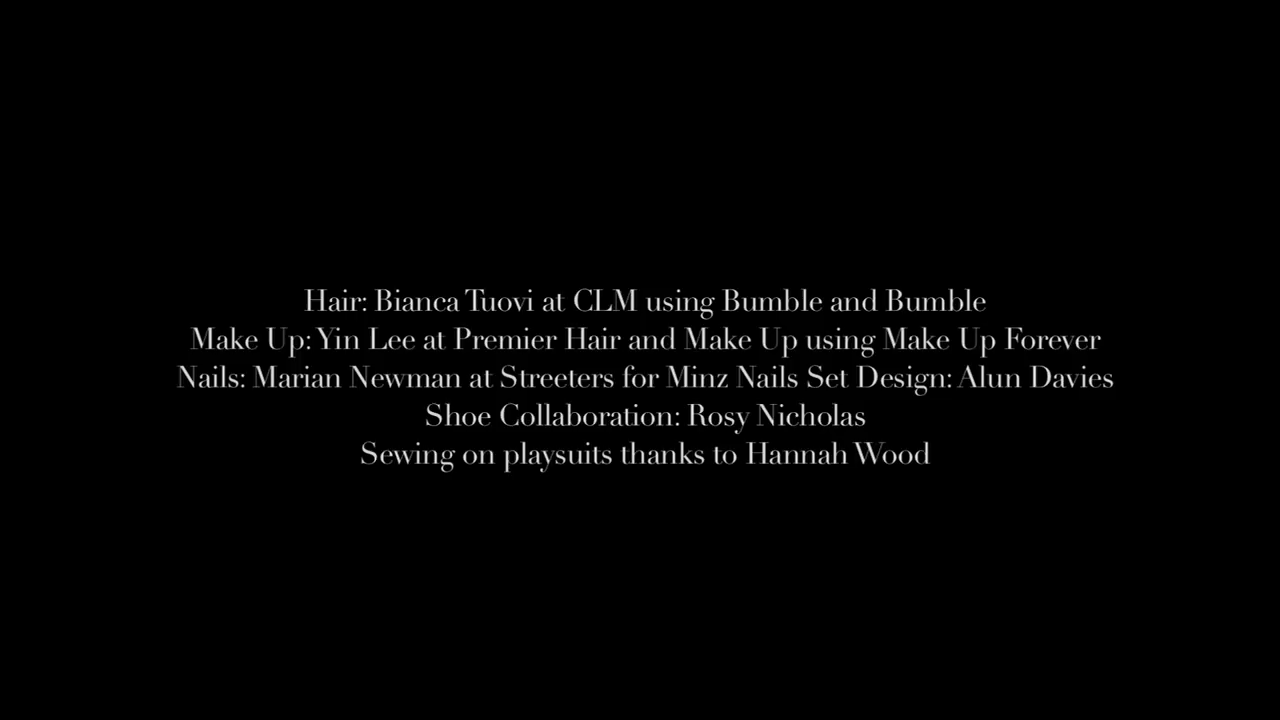 Hair: Bianca Tuovi at CLM using Bumble and Bumble
Make Up: Yin Lee at Premier Hair and Make Up using Make Up Forever
Nails: Marian Newman at Streeters for Minz Nails Set Design: Alun Davies
Shoe Collaboration: Rosy Nicholas
Sewing on playsuits thanks to Hannah Wood